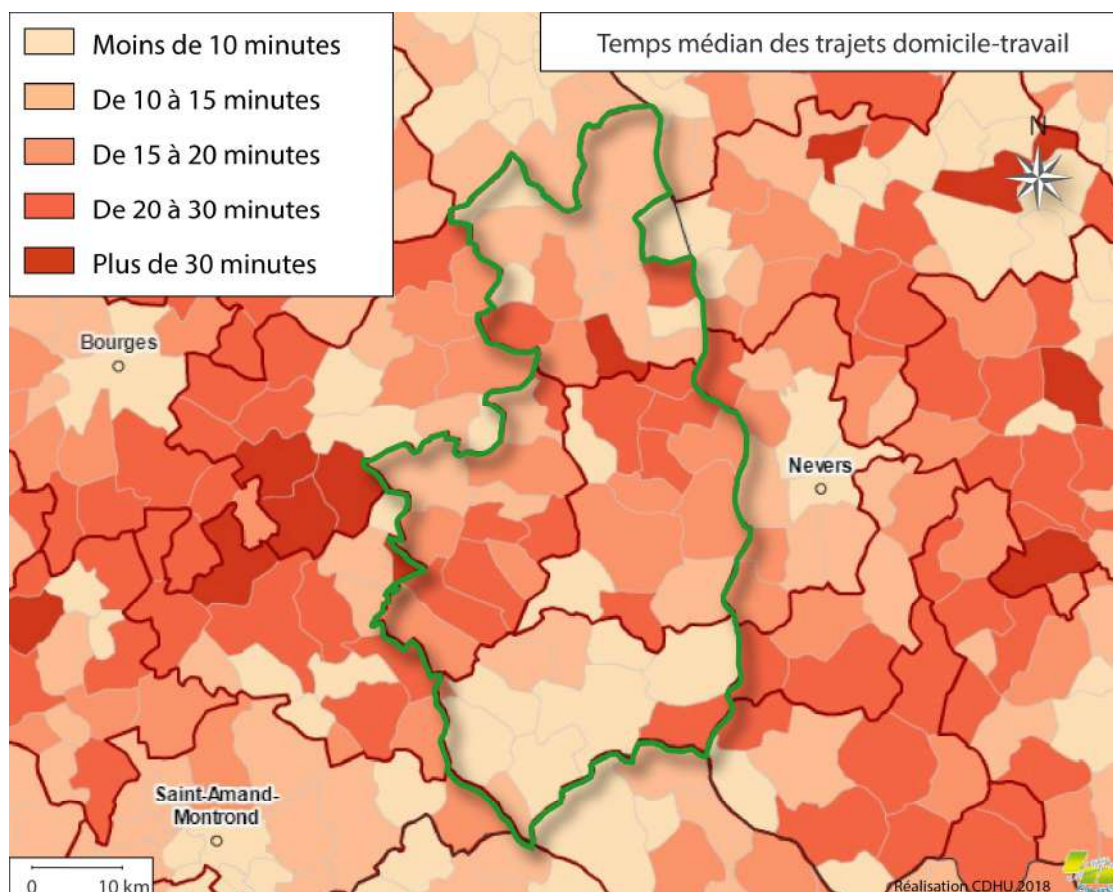 Moins de 10 minutes
De 10 à 15 minutes
De 15 à 20 minutes
De 20 à 30 minutes
Plus de 30 minutes
Temps médian des trajets domicile-travail
N
Bourges
Nevers
Saint-Amand-
Montrond
0 10 km
Réalisation CDHU 2018